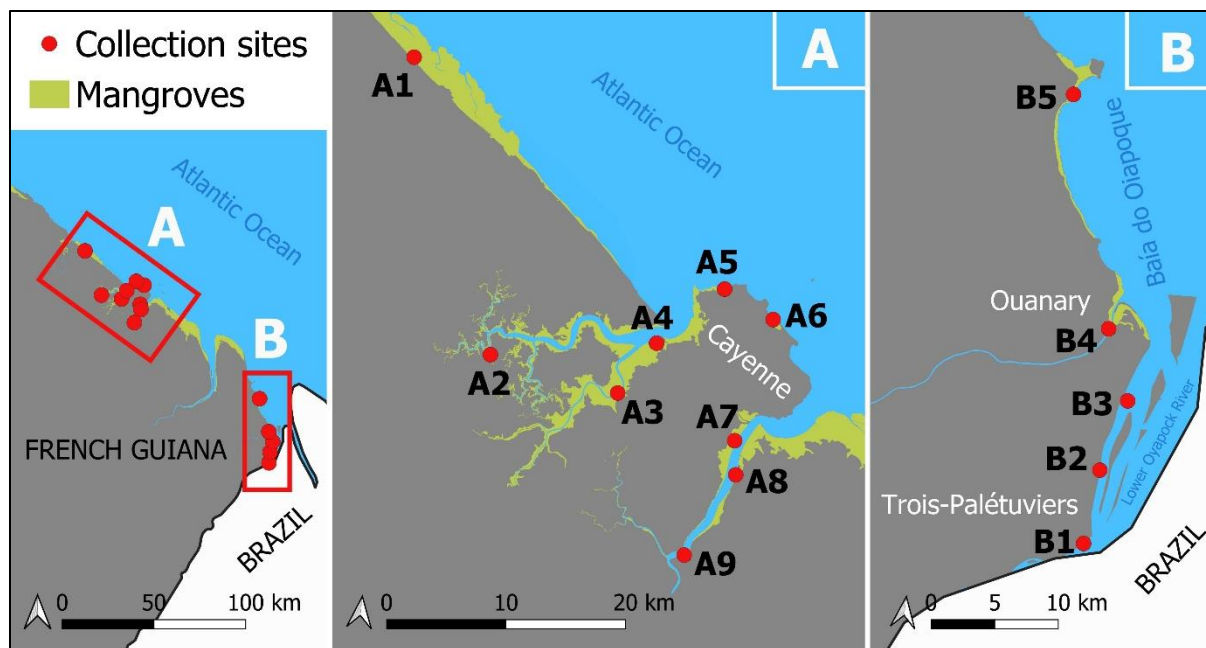 Collection sites
Mangroves
Atlantic Ocean
A
B
FRENCH GUIANA
BRAZIL
0 50 100 km
A
A1
Atlantic Ocean
A5
A6
A4
Cayenne
A2
A3
A7
A8
A9
0 10 20 km
B
B5
Baía do Oiapoque
Ouanary
B4
B3
B2
Lower Oyapock River
Trois-Palétuviers
B1
BRAZIL
0 5 10 km